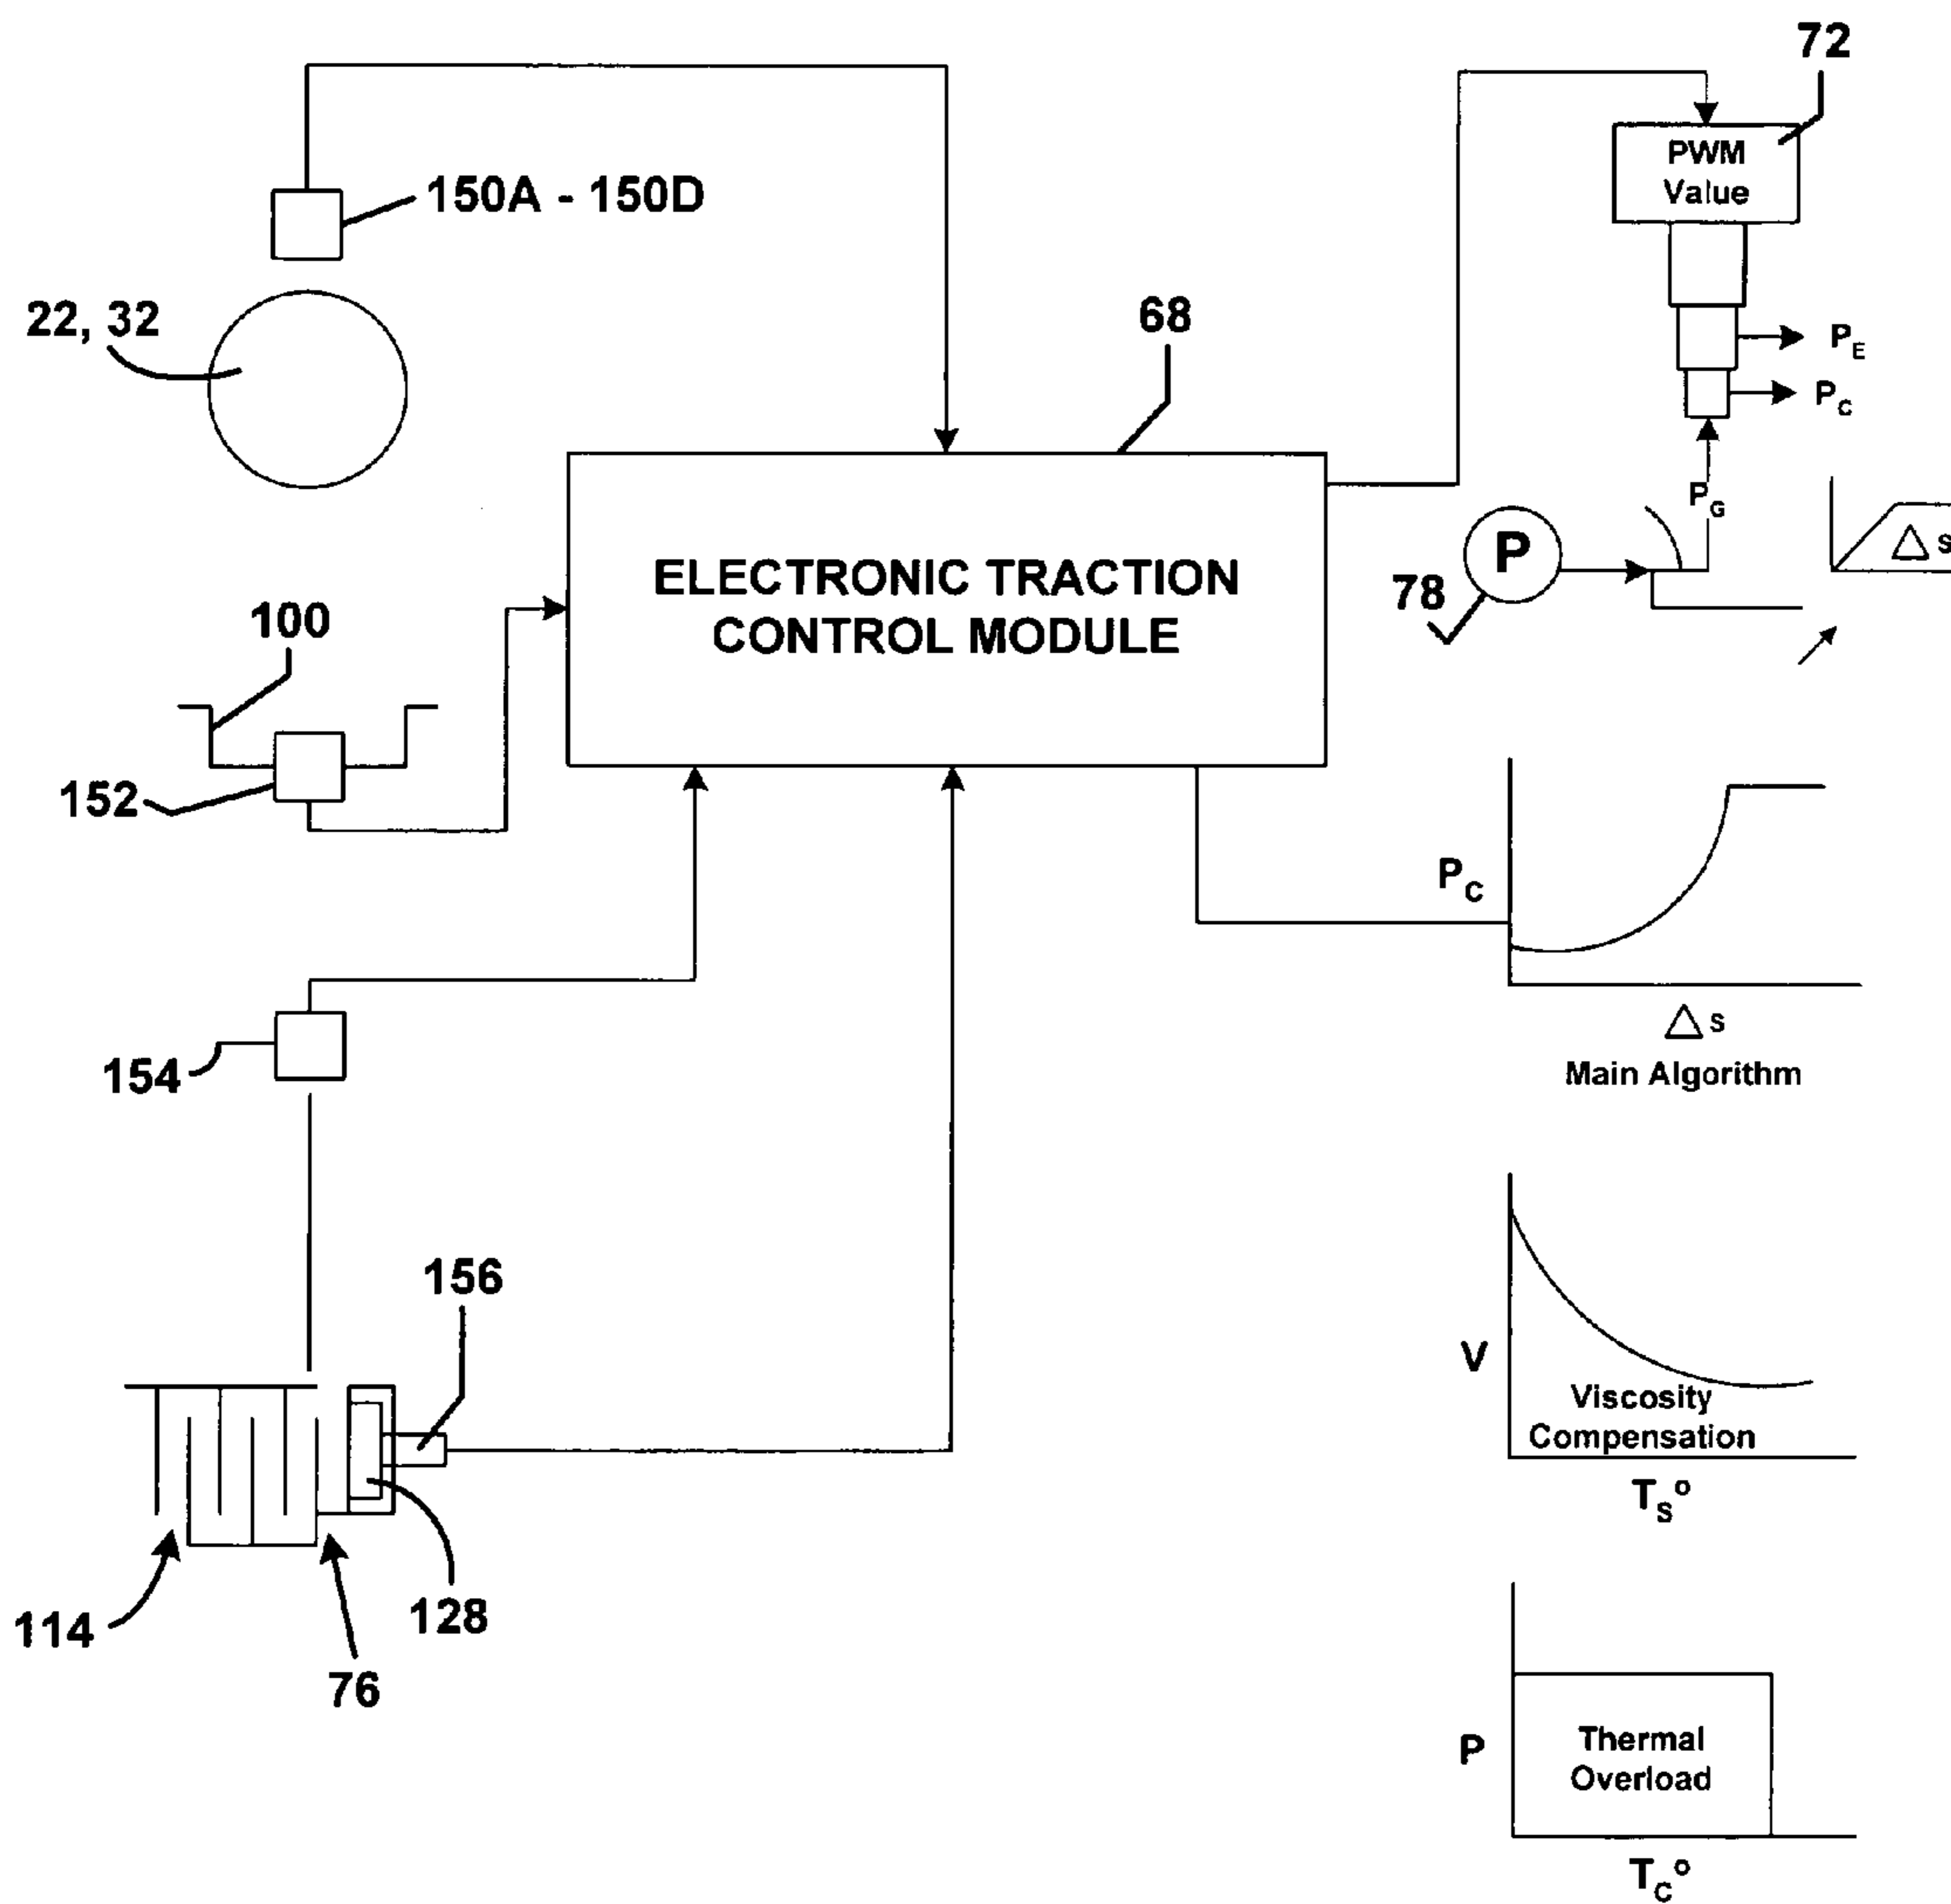 72
PWM
Value
150A - 150D
22, 32
68
P_E
P_C
P_G
△ s
P
78
ELECTRONIC TRACTION
CONTROL MODULE
100
152
P_C
△ s
Main Algorithm
154
156
V
Viscosity
Compensation
T_S°
114
128
76
P
Thermal
Overload
T_C°